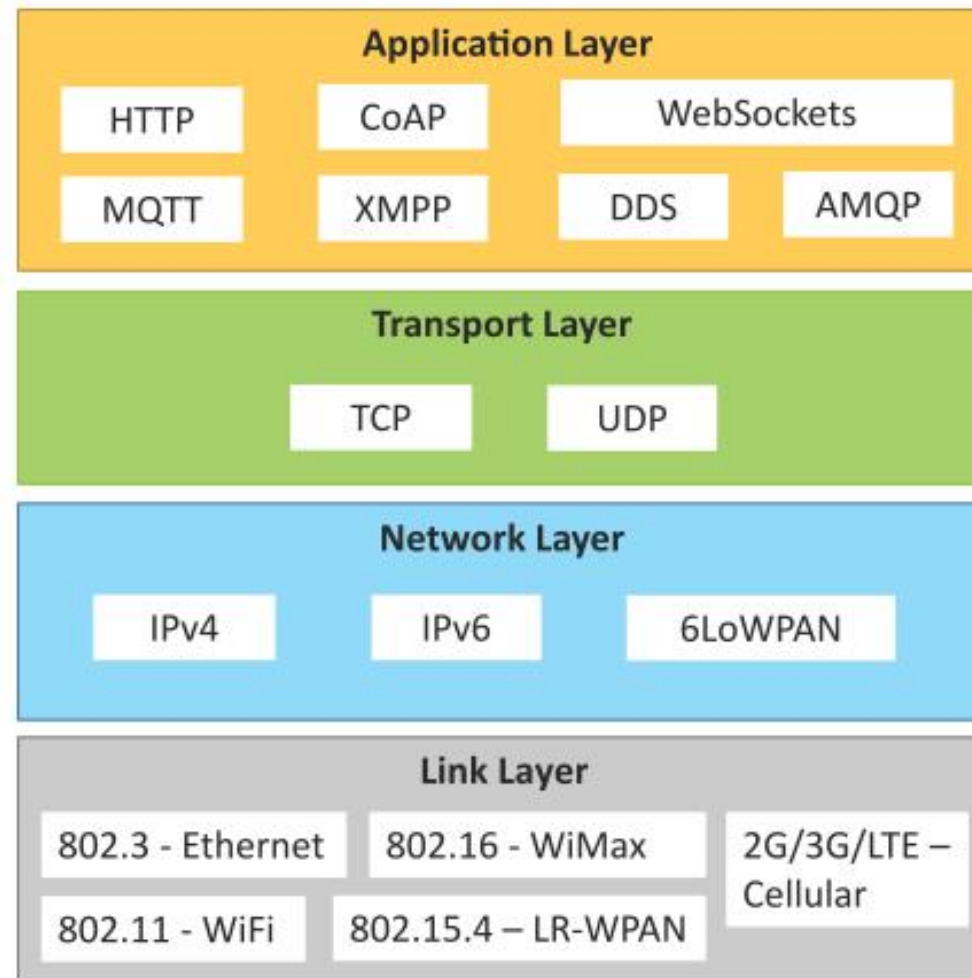 Application Layer
HTTP
CoAP
WebSockets
MQTT
XMPP
DDS
AMQP
Transport Layer
TCP
UDP
Network Layer
IPv4
IPv6
6LoWPAN
Link Layer
802.3 - Ethernet
802.16 - WiMax
2G/3G/LTE –
Cellular
802.11 - WiFi
802.15.4 – LR-WPAN